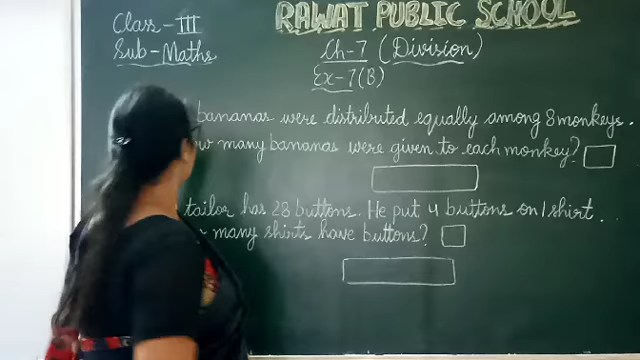 RAWAT PUBLIC SCHOOL
Class - III
Sub - Maths
Ch-7 (Division)
Ex-7(B)
bananas were distributed equally among 8 monkeys.
many bananas were given to each monkey?
tailor has 28 buttons. He put 4 buttons on 1 shirt.
many shirts have buttons?